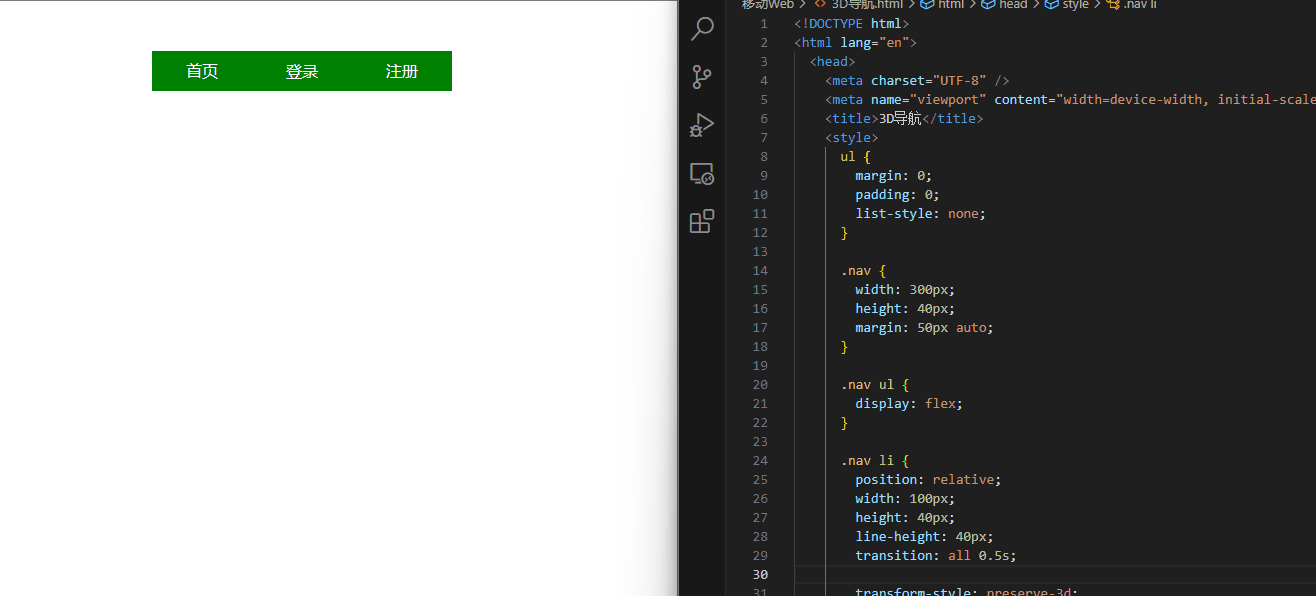 首页 登录 注册
移动Web > 3D导航.html > html > head > style > .nav li
1 <!DOCTYPE html>
2 <html lang="en">
3 <head>
4 <meta charset="UTF-8" />
5 <meta name="viewport" content="width=device-width, initial-scale
6 <title>3D导航</title>
7 <style>
8 ul {
9 margin: 0;
10 padding: 0;
11 list-style: none;
12 }
13
14 .nav {
15 width: 300px;
16 height: 40px;
17 margin: 50px auto;
18 }
19
20 .nav ul {
21 display: flex;
22 }
23
24 .nav li {
25 position: relative;
26 width: 100px;
27 height: 40px;
28 line-height: 40px;
29 transition: all 0.5s;
30
31 transform-style: preserve-3d;